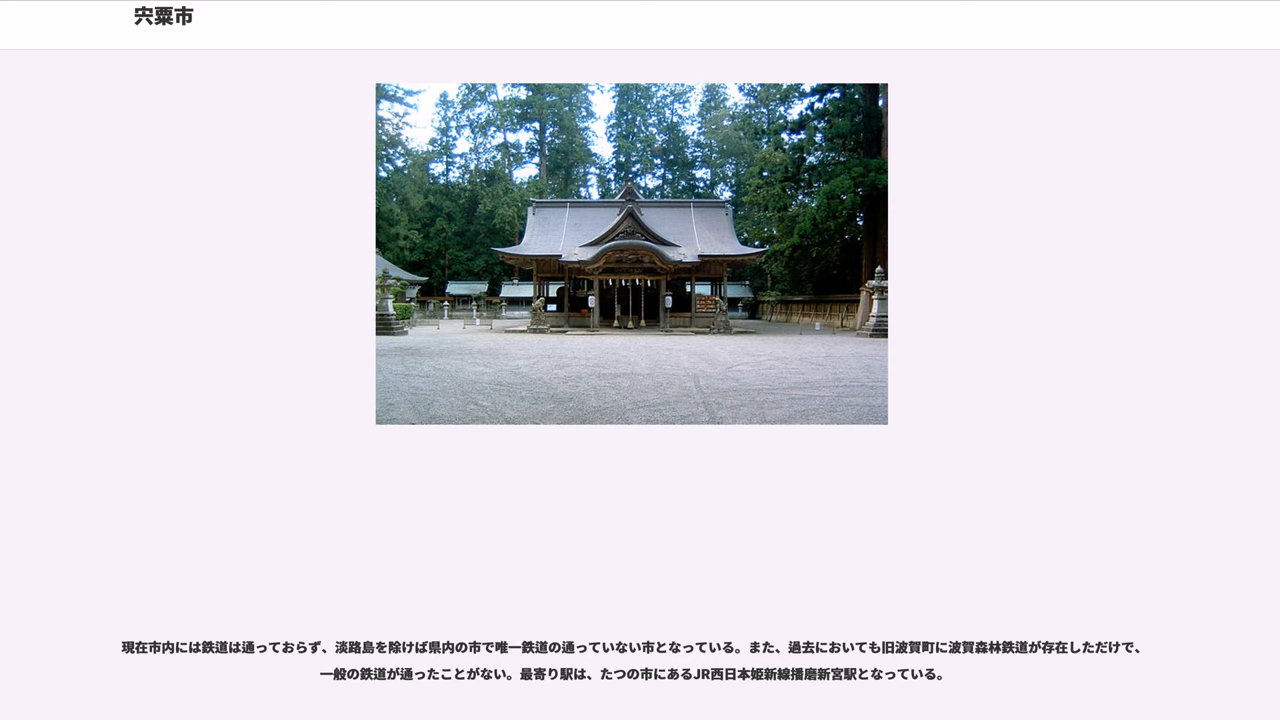 宍粟市
現在市内には鉄道は通っておらず、淡路島を除けば県内の市で唯一鉄道の通っていない市となっている。また、過去においても旧波賀町に波賀森林鉄道が存在しただけで、
一般の鉄道が通ったことがない。最寄り駅は、たつの市にあるJR西日本姫新線播磨新宮駅となっている。